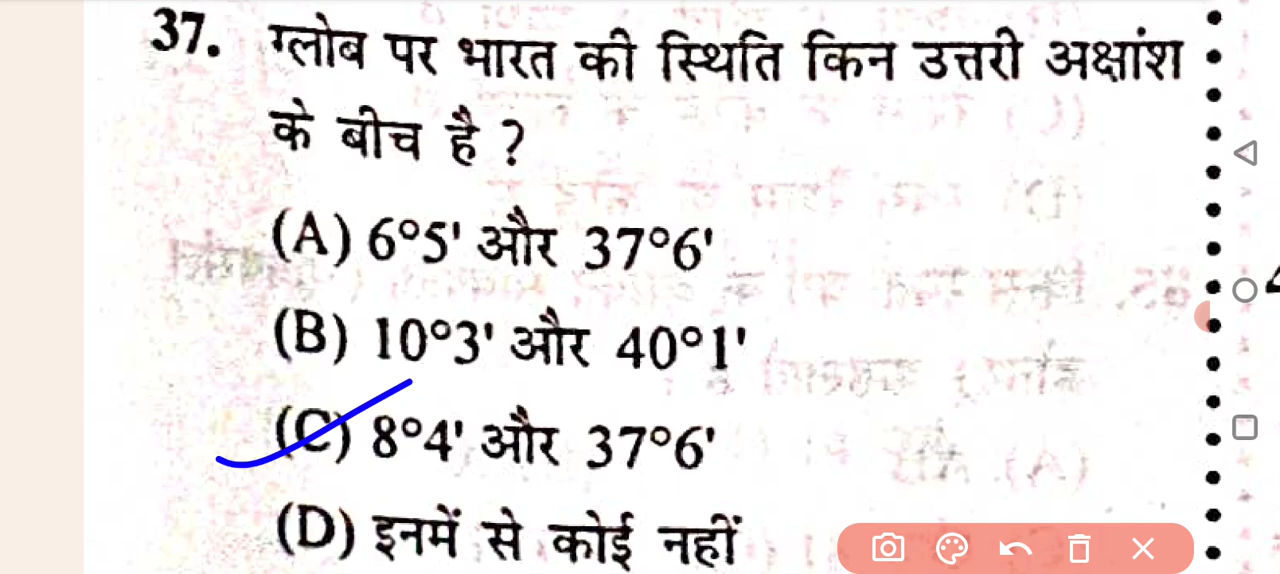 37. ग्लोब पर भारत की स्थिति किन उत्तरी अक्षांश
के बीच है ?
(A) 6°5' और 37°6'
(B) 10°3' और 40°1'
(C) 8°4' और 37°6'
(D) इनमें से कोई नहीं